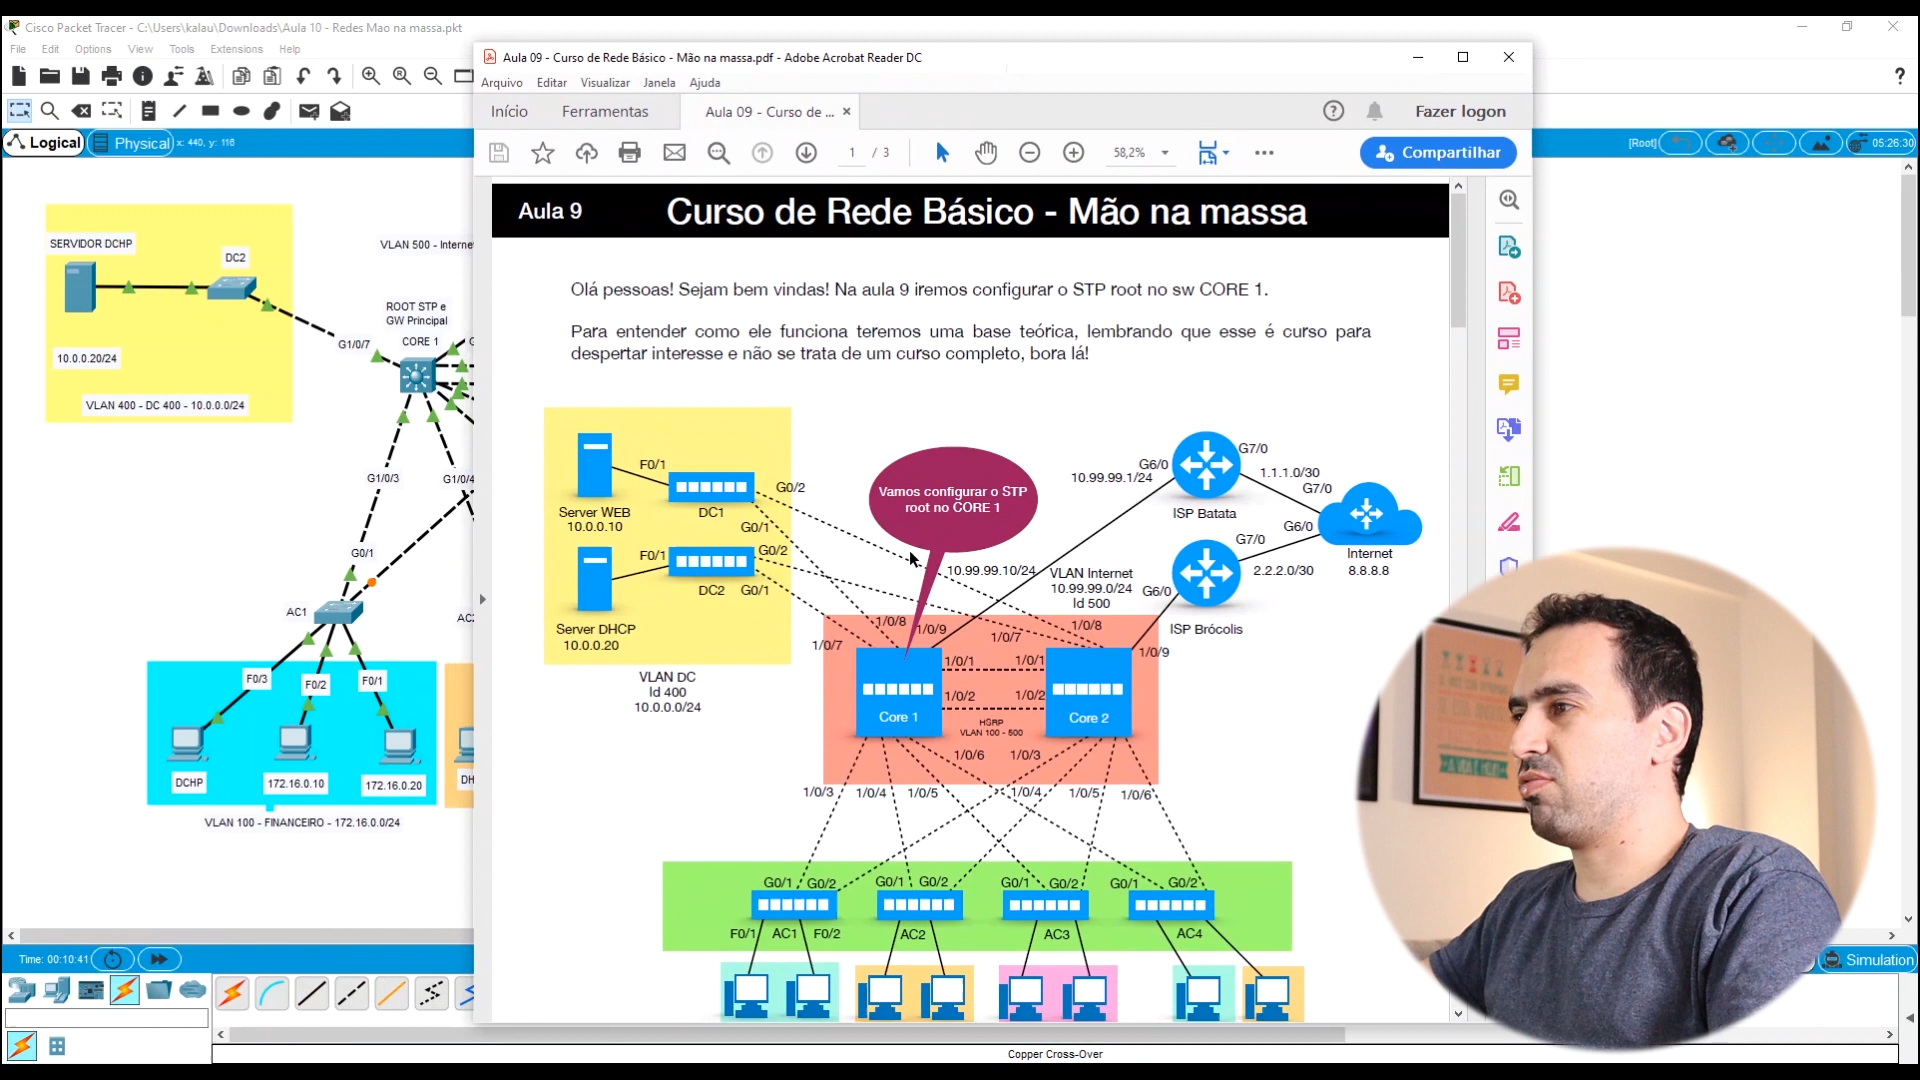 Cisco Packet Tracer - C:\Users\kalau\Downloads\Aula 10 - Redes Mao na massa.pkt
File Edit Options View Tools Extensions Help
Logical
Physical
x: 440, y: 116
[Root]
05:26:30
SERVIDOR DCHP
DC2
10.0.0.20/24
VLAN 400 - DC 400 - 10.0.0.0/24
VLAN 500 - Internet
ROOT STP e
GW Principal
CORE 1
G1/0/7
G1/0/3
G1/0/4
G0/1
AC1
F0/3
F0/2
F0/1
DCHP
172.16.0.10
172.16.0.20
VLAN 100 - FINANCEIRO - 172.16.0.0/24
Time: 00:10:41
Simulation
Copper Cross-Over
Aula 09 - Curso de Rede Básico - Mão na massa.pdf - Adobe Acrobat Reader DC
Arquivo Editar Visualizar Janela Ajuda
Início
Ferramentas
Aula 09 - Curso de ...
Fazer logon
1 / 3
58,2%
Compartilhar
Aula 9
Curso de Rede Básico - Mão na massa
Olá pessoas! Sejam bem vindas! Na aula 9 iremos configurar o STP root no sw CORE 1.
Para entender como ele funciona teremos uma base teórica, lembrando que esse é curso para
despertar interesse e não se trata de um curso completo, bora lá!
F0/1
Server WEB
10.0.0.10
DC1
G0/2
G0/1
F0/1
G0/2
Server DHCP
10.0.0.20
DC2
G0/1
VLAN DC
Id 400
10.0.0.0/24
Vamos configurar o STP
root no CORE 1
10.99.99.1/24
G6/0
G7/0
1.1.1.0/30
G7/0
ISP Batata
G6/0
G7/0
2.2.2.0/30
Internet
8.8.8.8
10.99.99.10/24
VLAN Internet
10.99.99.0/24
Id 500
G6/0
ISP Brócolis
1/0/7
1/0/8
1/0/9
1/0/7
1/0/8
1/0/9
1/0/1
1/0/1
1/0/2
1/0/2
Core 1
Core 2
HSRP
VLAN 100 - 500
1/0/6
1/0/3
1/0/3
1/0/4
1/0/5
1/0/4
1/0/5
1/0/6
G0/1
G0/2
G0/1
G0/2
G0/1
G0/2
G0/1
G0/2
F0/1
AC1
F0/2
AC2
AC3
AC4